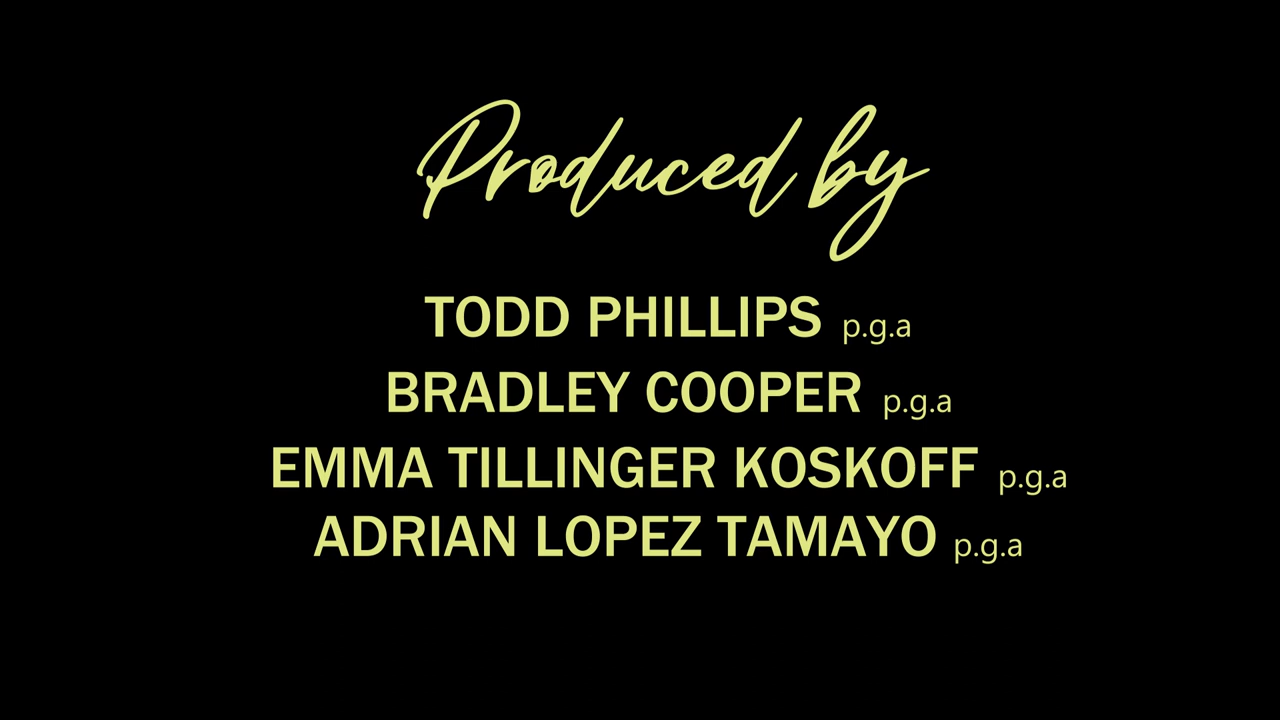 Produced by
TODD PHILLIPS p.g.a
BRADLEY COOPER p.g.a
EMMA TILLINGER KOSKOFF p.g.a
ADRIAN LOPEZ TAMAYO p.g.a